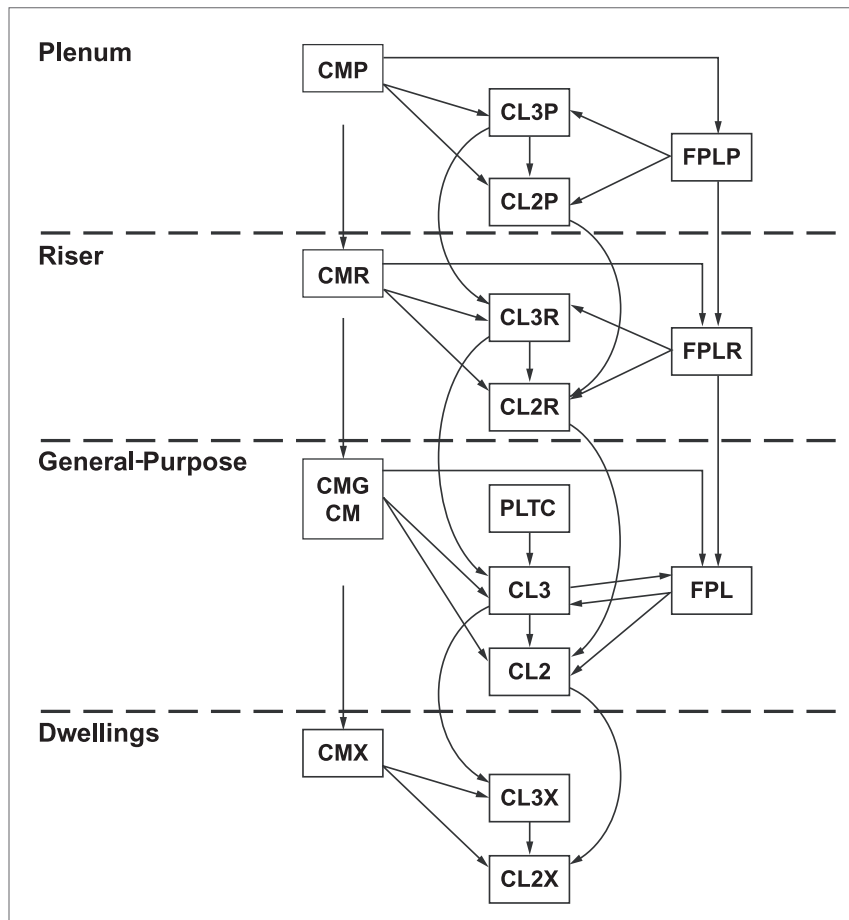 Plenum
CMP
CL3P
FPLP
CL2P
Riser
CMR
CL3R
FPLR
CL2R
General-Purpose
CMG
CM
PLTC
CL3
FPL
CL2
Dwellings
CMX
CL3X
CL2X